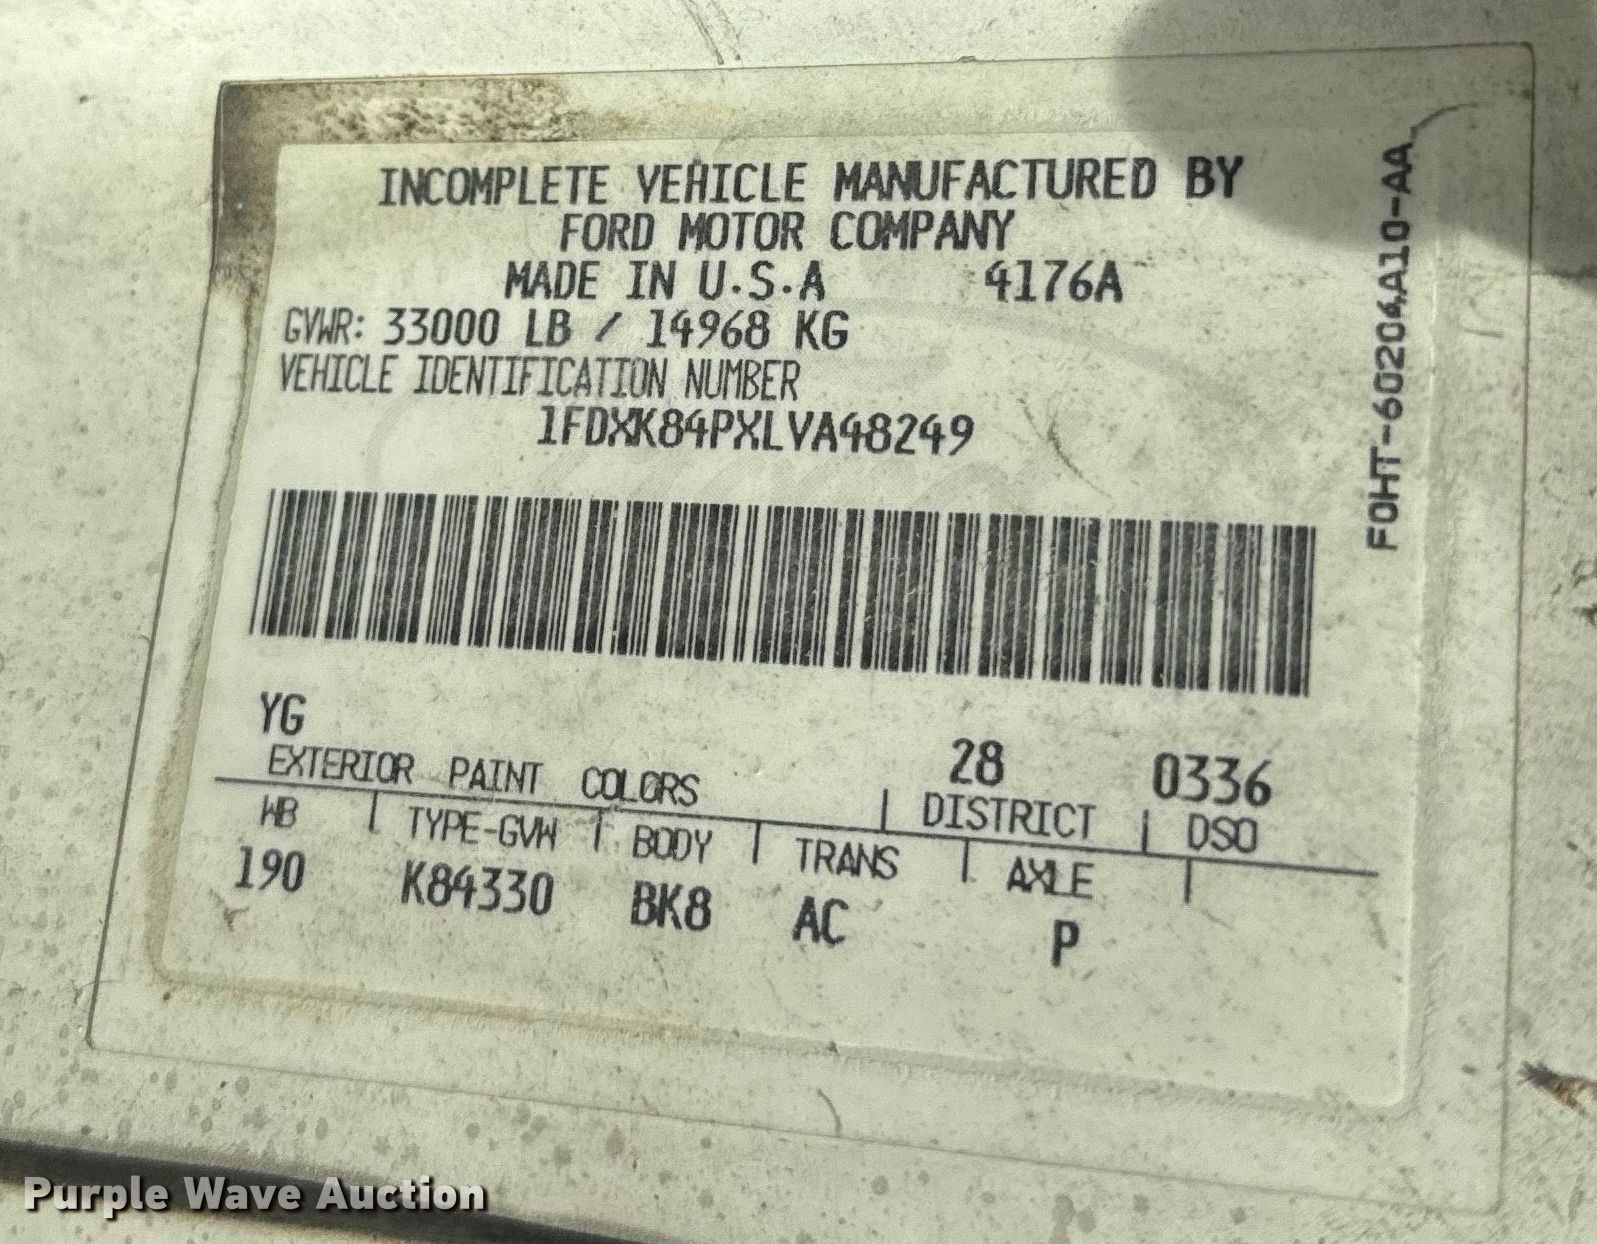 INCOMPLETE VEHICLE MANUFACTURED BY
FORD MOTOR COMPANY
MADE IN U.S.A 4176A
GVWR: 33000 LB / 14968 KG
VEHICLE IDENTIFICATION NUMBER
1FDXK84PXLVA48249
F0HT-60204A10-AA
YG 28 0336
EXTERIOR PAINT COLORS DISTRICT DSO
WB TYPE-GVW BODY TRANS AXLE
190 K84330 BK8 AC P
Purple Wave Auction